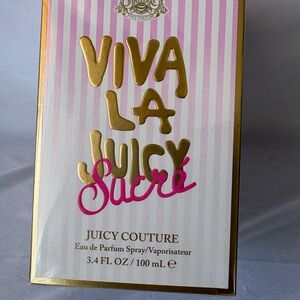 VIVA
LA
JUICY
Sucré
JUICY COUTURE
Eau de Parfum Spray/Vaporisateur
3.4 FL OZ / 100 mL ℮